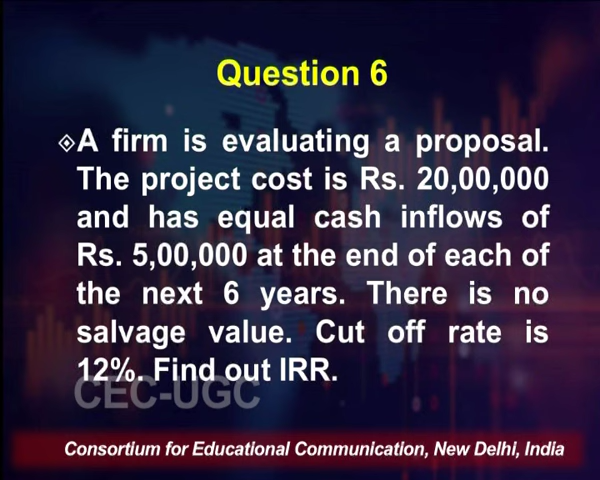 Question 6
A firm is evaluating a proposal.
The project cost is Rs. 20,00,000
and has equal cash inflows of
Rs. 5,00,000 at the end of each of
the next 6 years. There is no
salvage value. Cut off rate is
12%. Find out IRR.
CEC-UGC
Consortium for Educational Communication, New Delhi, India